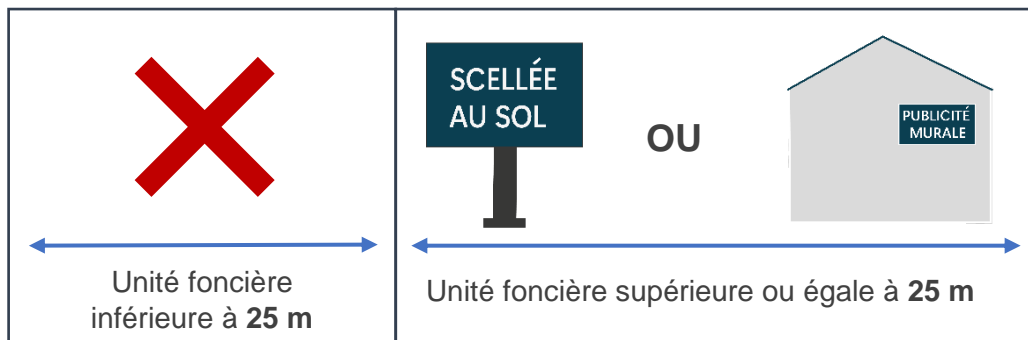 SCELLÉE
AU SOL
OU
PUBLICITÉ
MURALE
Unité foncière
inférieure à 25 m
Unité foncière supérieure ou égale à 25 m